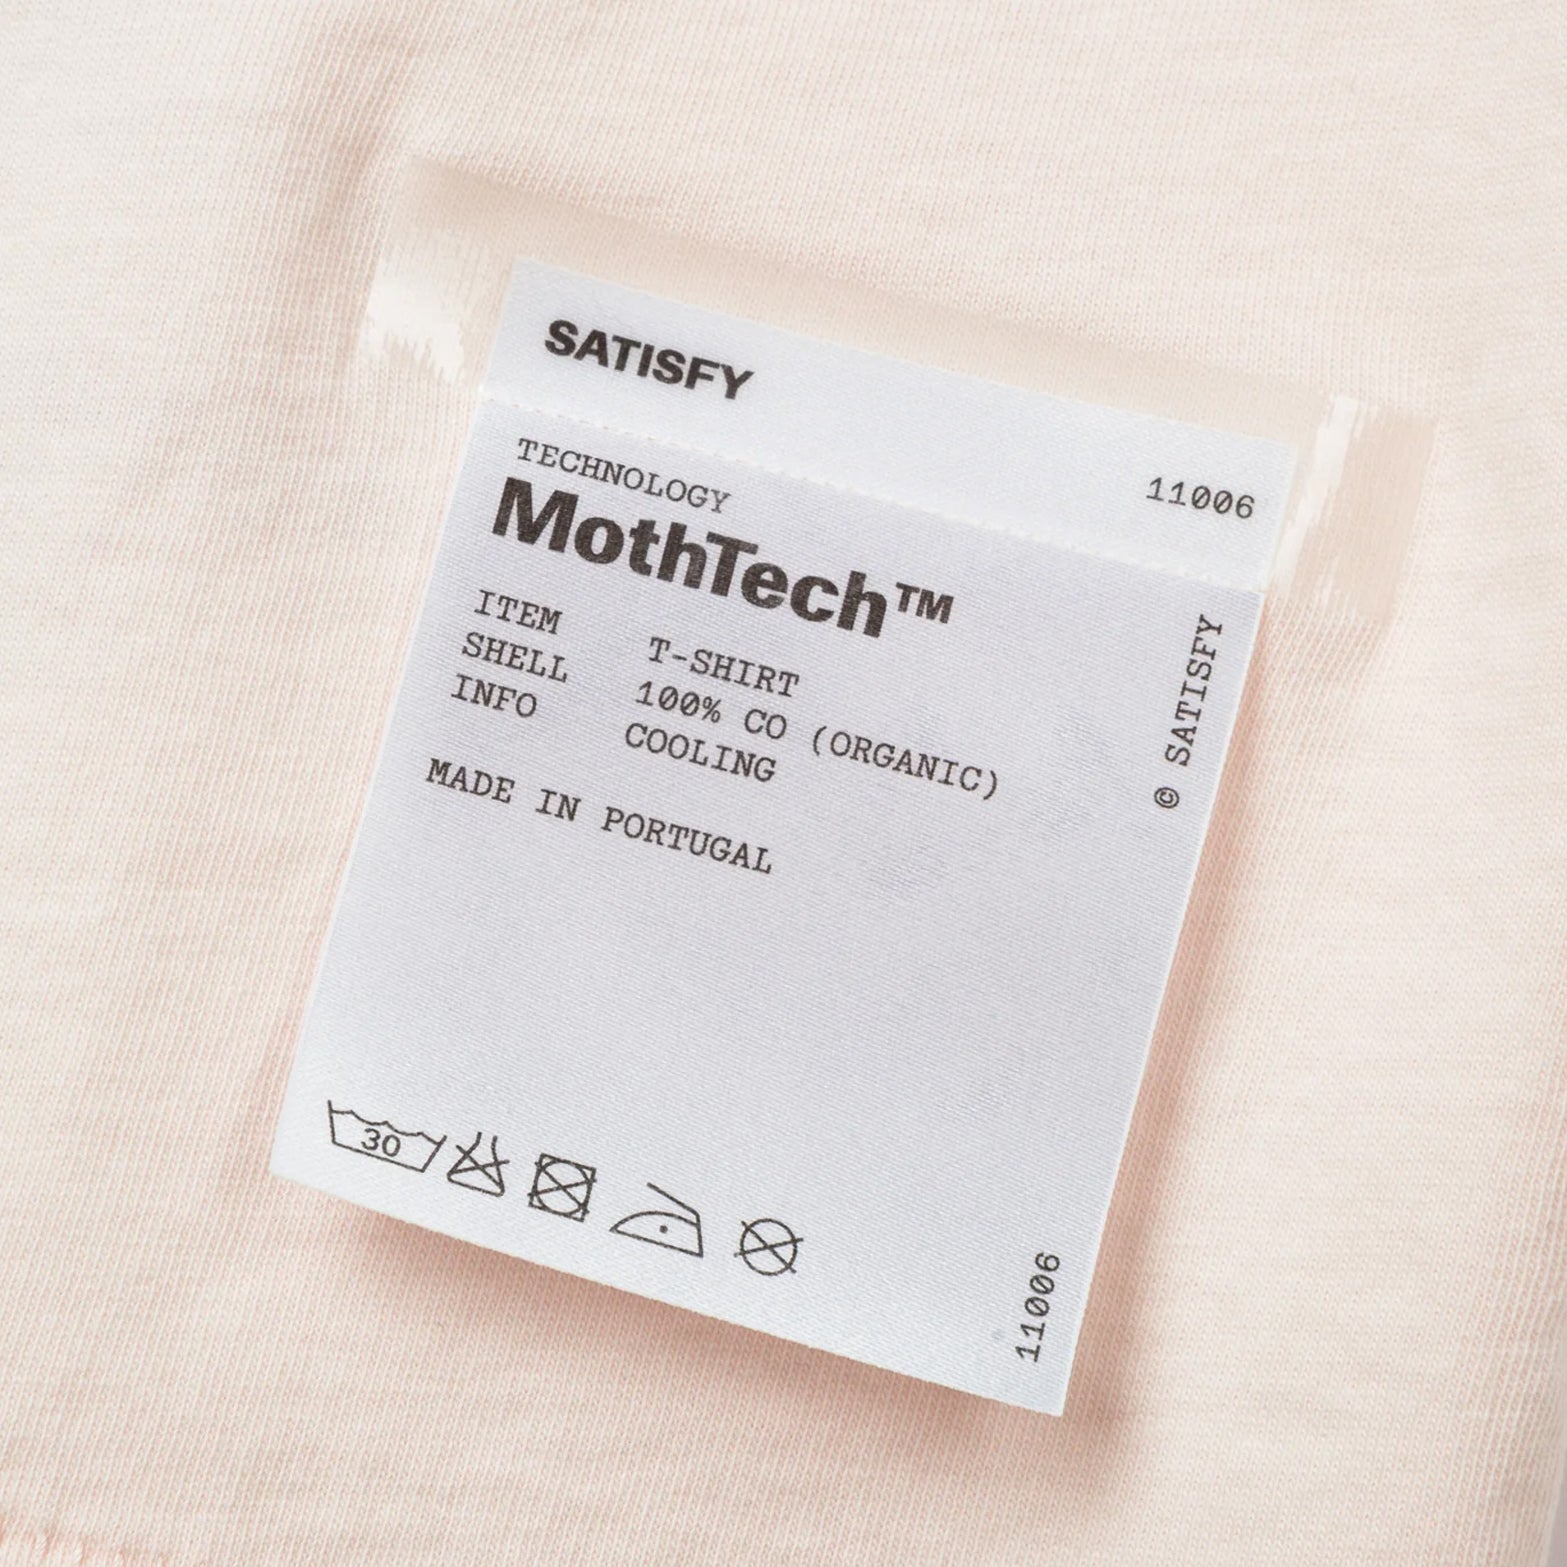 SATISFY
11006
TECHNOLOGY
MothTech™
ITEM T-SHIRT
SHELL 100% CO (ORGANIC)
INFO COOLING
MADE IN PORTUGAL
© SATISFY
30
11006